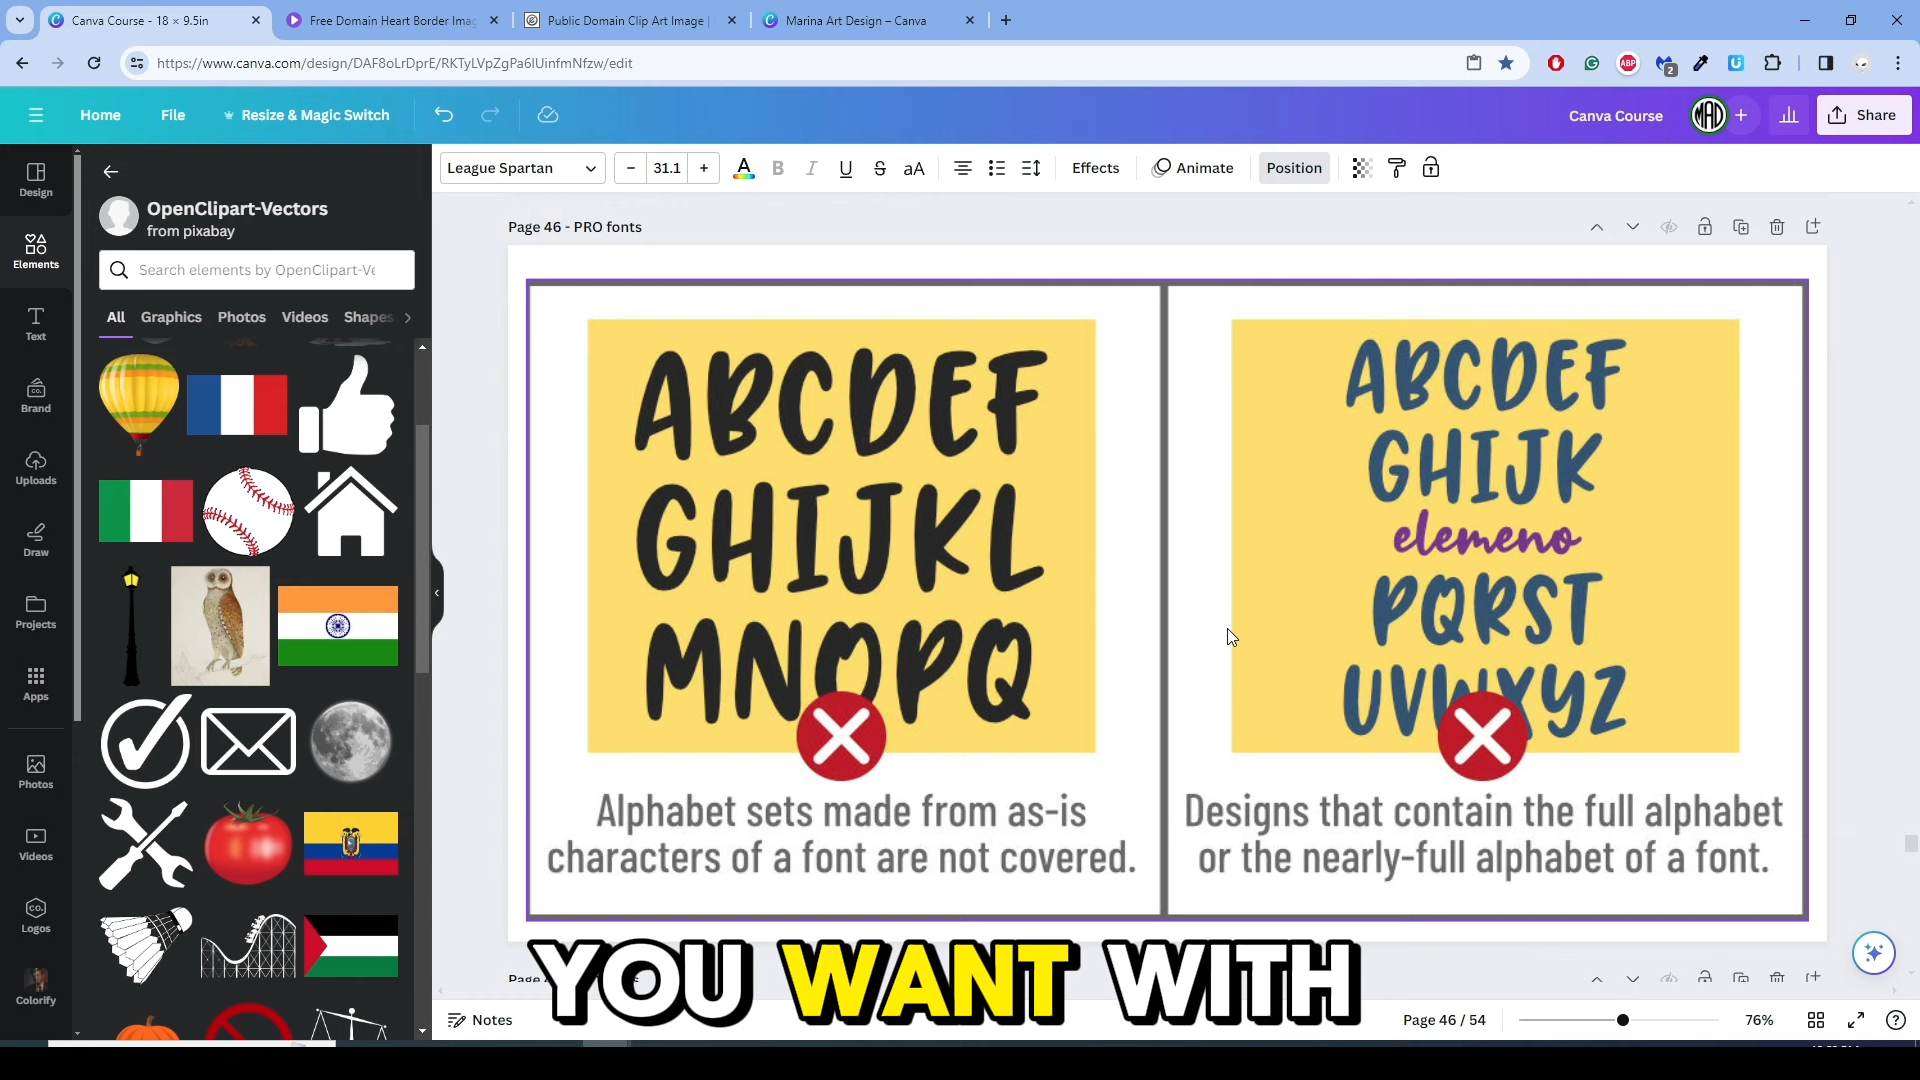 Canva Course - 18 × 9.5in
Free Domain Heart Border Imag
Public Domain Clip Art Image |
Marina Art Design – Canva
https://www.canva.com/design/DAF8oLrDprE/RKTyLVpZgPa6IUinfmNfzw/edit
ABP
2
Home
File
Resize & Magic Switch
Canva Course
MAD
Share
League Spartan
31.1
A
B
I
U
S
aA
Effects
Animate
Position
Design
Elements
Text
Brand
Uploads
Draw
Projects
Apps
Photos
Videos
Logos
Colorify
OpenClipart-Vectors
from pixabay
Search elements by OpenClipart-Ve
All
Graphics
Photos
Videos
Shapes
Page 46 - PRO fonts
ABCDEF
GHIJKL
MNOPQ
Alphabet sets made from as-is
characters of a font are not covered.
ABCDEF
GHIJK
elemeno
PQRST
UVWXYZ
Designs that contain the full alphabet
or the nearly-full alphabet of a font.
YOU WANT WITH
Notes
Page 46 / 54
76%